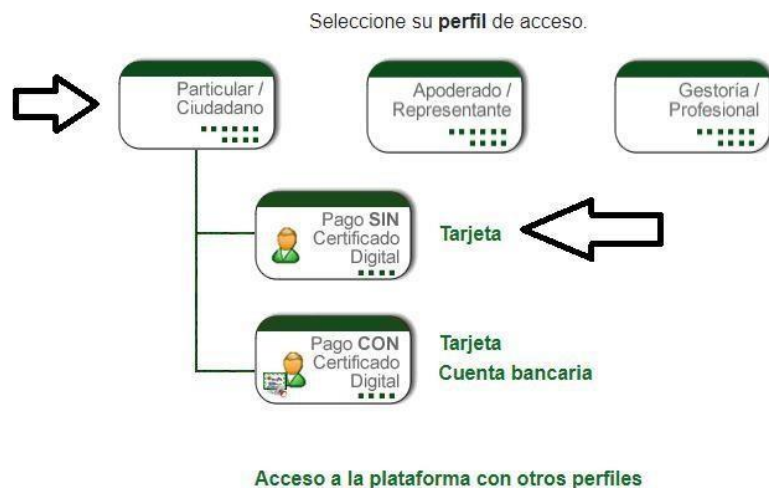 Seleccione su perfil de acceso.
Particular /
Ciudadano
Apoderado /
Representante
Gestoría /
Profesional
Pago SIN
Certificado
Digital
Tarjeta
Pago CON
Certificado
Digital
Tarjeta
Cuenta bancaria
Acceso a la plataforma con otros perfiles